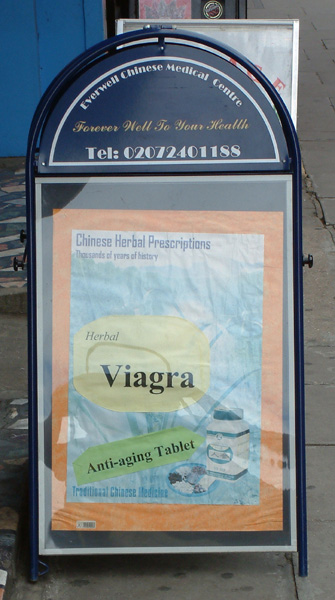 Everwell Chinese Medical Centre
Forever Well To Your Health
Tel: 02072401188
Chinese Herbal Prescriptions
Thousands of years of history
Herbal
Viagra
Anti-aging Tablet
Traditional Chinese Medicine